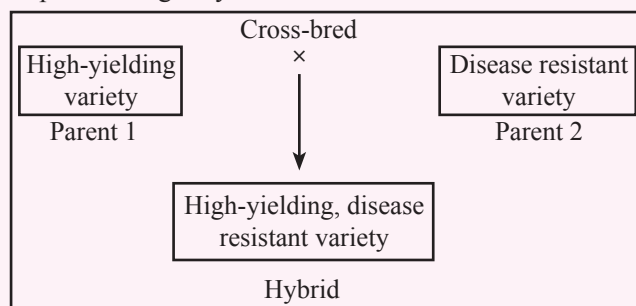 Cross-bred
×
High-yielding
variety
Parent 1
Disease resistant
variety
Parent 2
High-yielding, disease
resistant variety
Hybrid